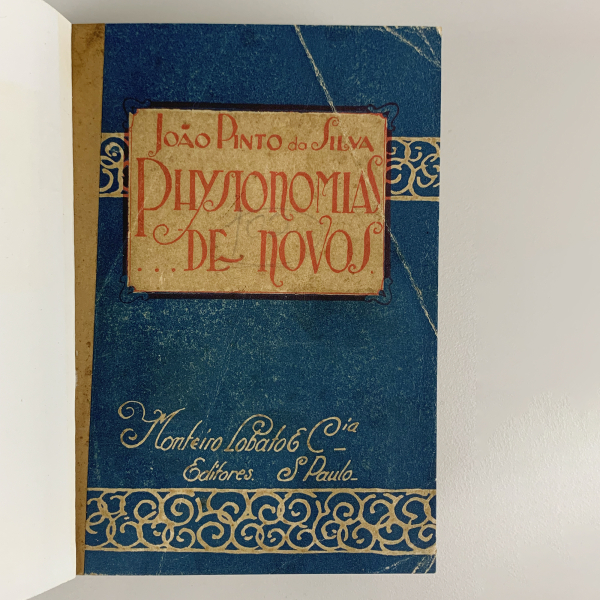 João Pinto da Silva
Physionomias
... de novos.
Monteiro Lobato & Cia
Editores. S. Paulo